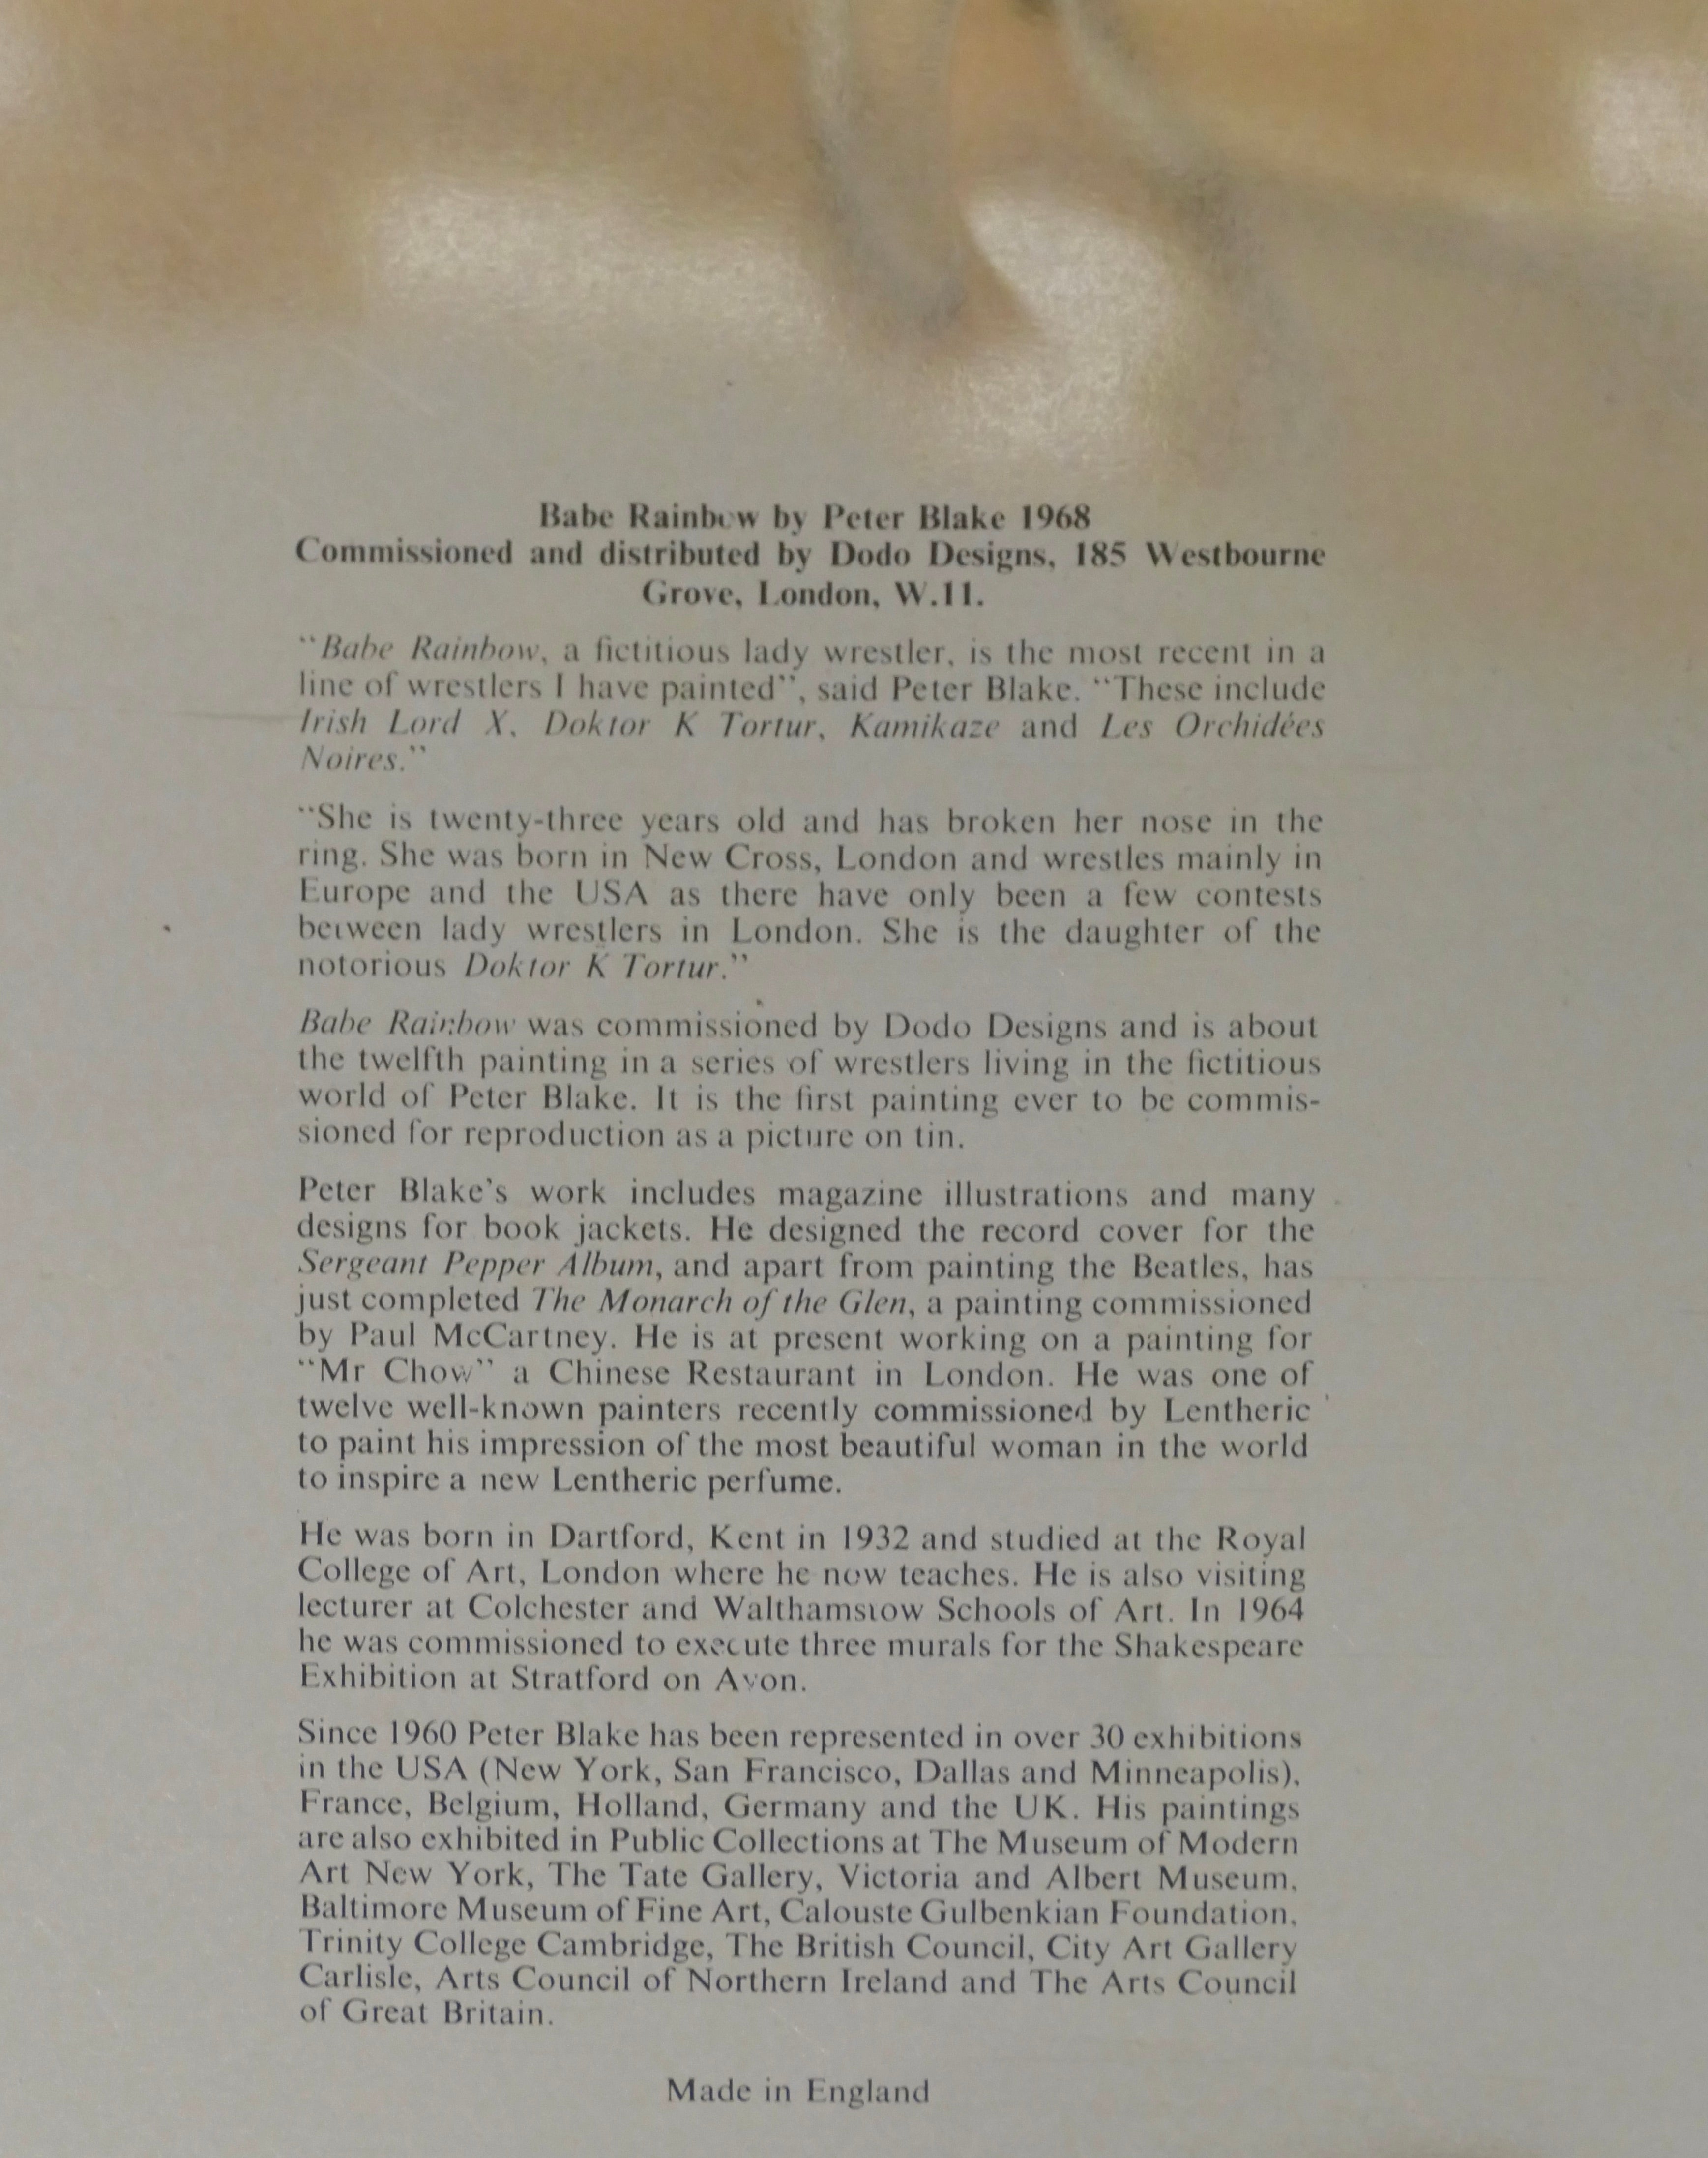 Babe Rainbow by Peter Blake 1968
Commissioned and distributed by Dodo Designs, 185 Westbourne
Grove, London, W.11.
“Babe Rainbow, a fictitious lady wrestler, is the most recent in a
line of wrestlers I have painted”, said Peter Blake. “These include
Irish Lord X, Doktor K Tortur, Kamikaze and Les Orchidées
Noires.”
“She is twenty-three years old and has broken her nose in the
ring. She was born in New Cross, London and wrestles mainly in
Europe and the USA as there have only been a few contests
between lady wrestlers in London. She is the daughter of the
notorious Doktor K Tortur.”
Babe Rainbow was commissioned by Dodo Designs and is about
the twelfth painting in a series of wrestlers living in the fictitious
world of Peter Blake. It is the first painting ever to be commis-
sioned for reproduction as a picture on tin.
Peter Blake’s work includes magazine illustrations and many
designs for book jackets. He designed the record cover for the
Sergeant Pepper Album, and apart from painting the Beatles, has
just completed The Monarch of the Glen, a painting commissioned
by Paul McCartney. He is at present working on a painting for
“Mr Chow” a Chinese Restaurant in London. He was one of
twelve well-known painters recently commissioned by Lentheric
to paint his impression of the most beautiful woman in the world
to inspire a new Lentheric perfume.
He was born in Dartford, Kent in 1932 and studied at the Royal
College of Art, London where he now teaches. He is also visiting
lecturer at Colchester and Walthamstow Schools of Art. In 1964
he was commissioned to execute three murals for the Shakespeare
Exhibition at Stratford on Avon.
Since 1960 Peter Blake has been represented in over 30 exhibitions
in the USA (New York, San Francisco, Dallas and Minneapolis),
France, Belgium, Holland, Germany and the UK. His paintings
are also exhibited in Public Collections at The Museum of Modern
Art New York, The Tate Gallery, Victoria and Albert Museum,
Baltimore Museum of Fine Art, Calouste Gulbenkian Foundation,
Trinity College Cambridge, The British Council, City Art Gallery
Carlisle, Arts Council of Northern Ireland and The Arts Council
of Great Britain.
Made in England